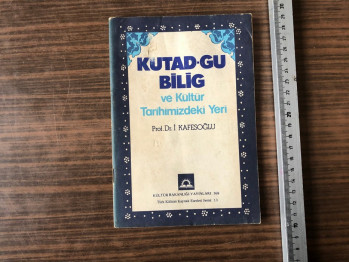 KUTAD-GU
BİLİG
ve Kültür
Tarihimizdeki Yeri
Prof. Dr. İ. KAFESOĞLU
KÜLTÜR BAKANLIĞI YAYINLARI